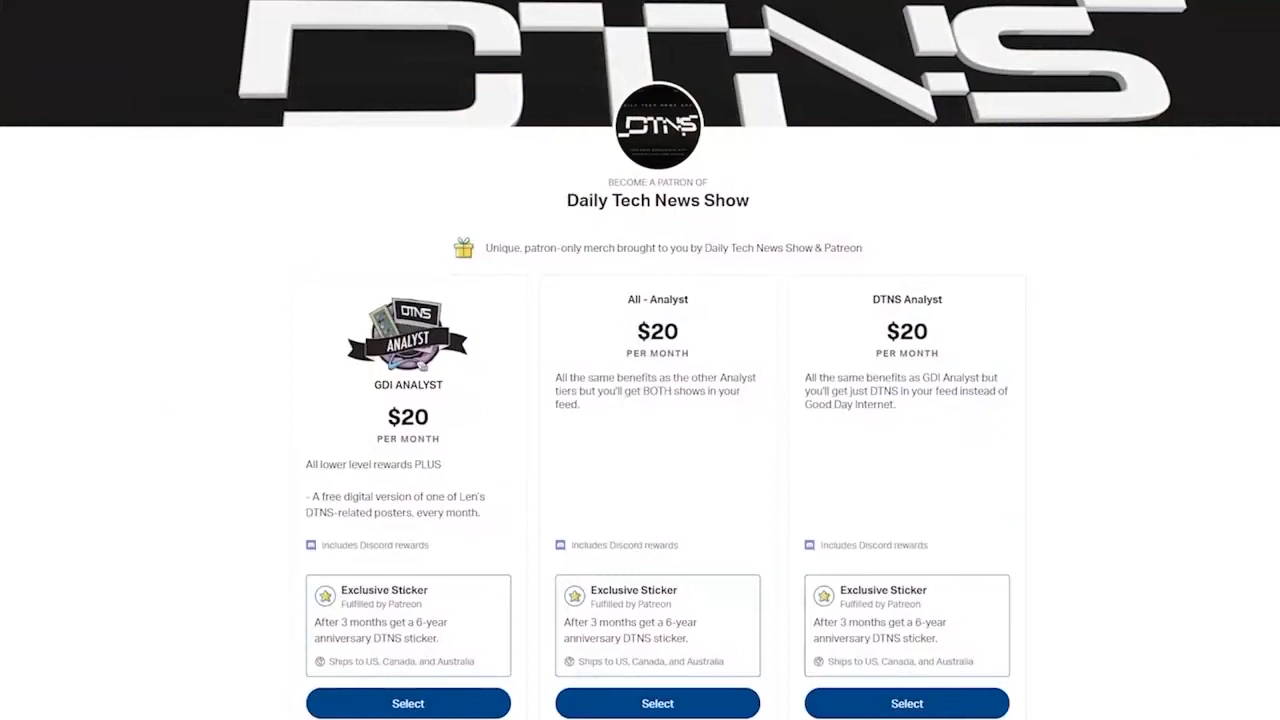 DTNS
DAILY TECH NEWS SHOW
DTNS
BECOME A PATRON OF
Daily Tech News Show
Unique, patron-only merch brought to you by Daily Tech News Show & Patreon
DTNS
ANALYST
GDI ANALYST
$20
PER MONTH
All lower level rewards PLUS
- A free digital version of one of Len's
DTNS-related posters, every month.
Includes Discord rewards
Exclusive Sticker
Fulfilled by Patreon
After 3 months get a 6-year
anniversary DTNS sticker.
Ships to US, Canada, and Australia
Select
All - Analyst
$20
PER MONTH
All the same benefits as the other Analyst
tiers but you'll get BOTH shows in your
feed.
Includes Discord rewards
Exclusive Sticker
Fulfilled by Patreon
After 3 months get a 6-year
anniversary DTNS sticker.
Ships to US, Canada, and Australia
Select
DTNS Analyst
$20
PER MONTH
All the same benefits as GDI Analyst but
you'll get just DTNS in your feed instead of
Good Day Internet.
Includes Discord rewards
Exclusive Sticker
Fulfilled by Patreon
After 3 months get a 6-year
anniversary DTNS sticker.
Ships to US, Canada, and Australia
Select